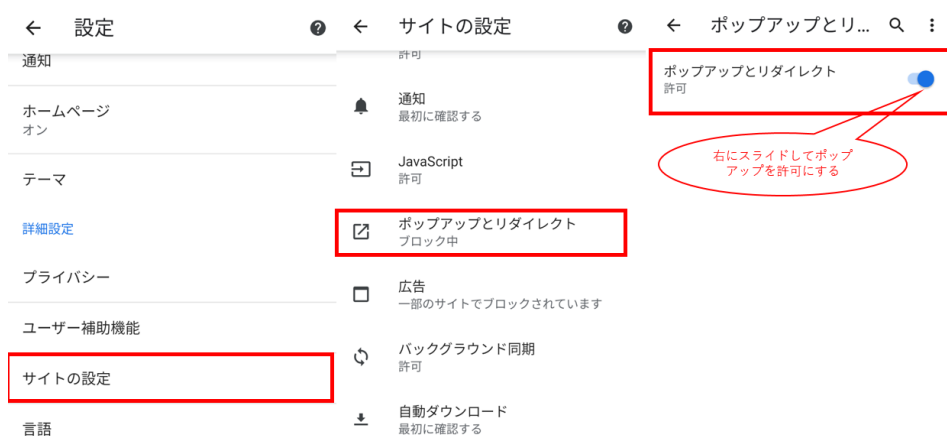 設定
通知
ホームページ
オン
テーマ
詳細設定
プライバシー
ユーザー補助機能
サイトの設定
言語
サイトの設定
許可
通知
最初に確認する
JavaScript
許可
ポップアップとリダイレクト
ブロック中
広告
一部のサイトでブロックされています
バックグラウンド同期
許可
自動ダウンロード
最初に確認する
ポップアップとリ...
ポップアップとリダイレクト
許可
右にスライドしてポップ
アップを許可にする